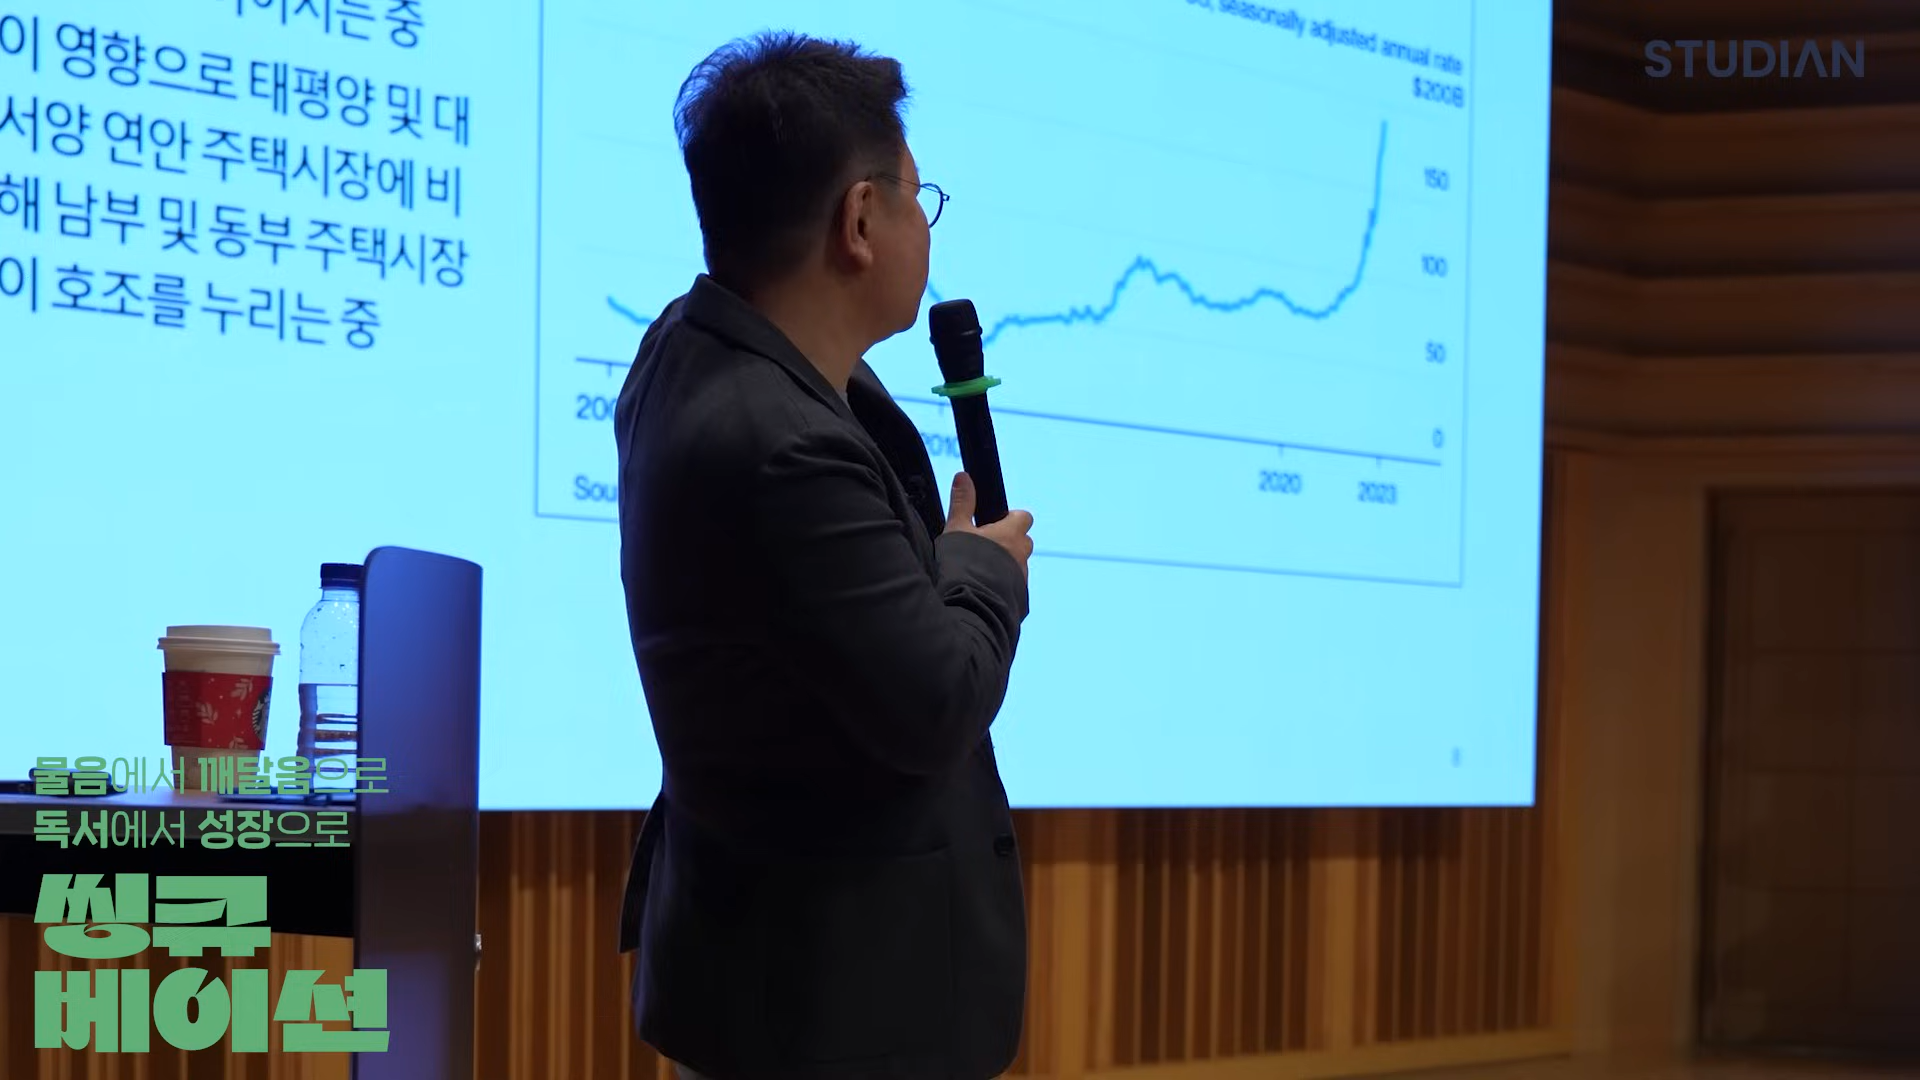 중
이 영향으로 태평양 및 대
서양 연안 주택시장에 비
해 남부 및 동부 주택시장
이 호조를 누리는 중
seasonally adjusted annual rate
$200B
150
100
50
0
2010
2020
2023
8
STUDIAN
물음에서 깨달음으로
독서에서 성장으로
씽큐
베이션